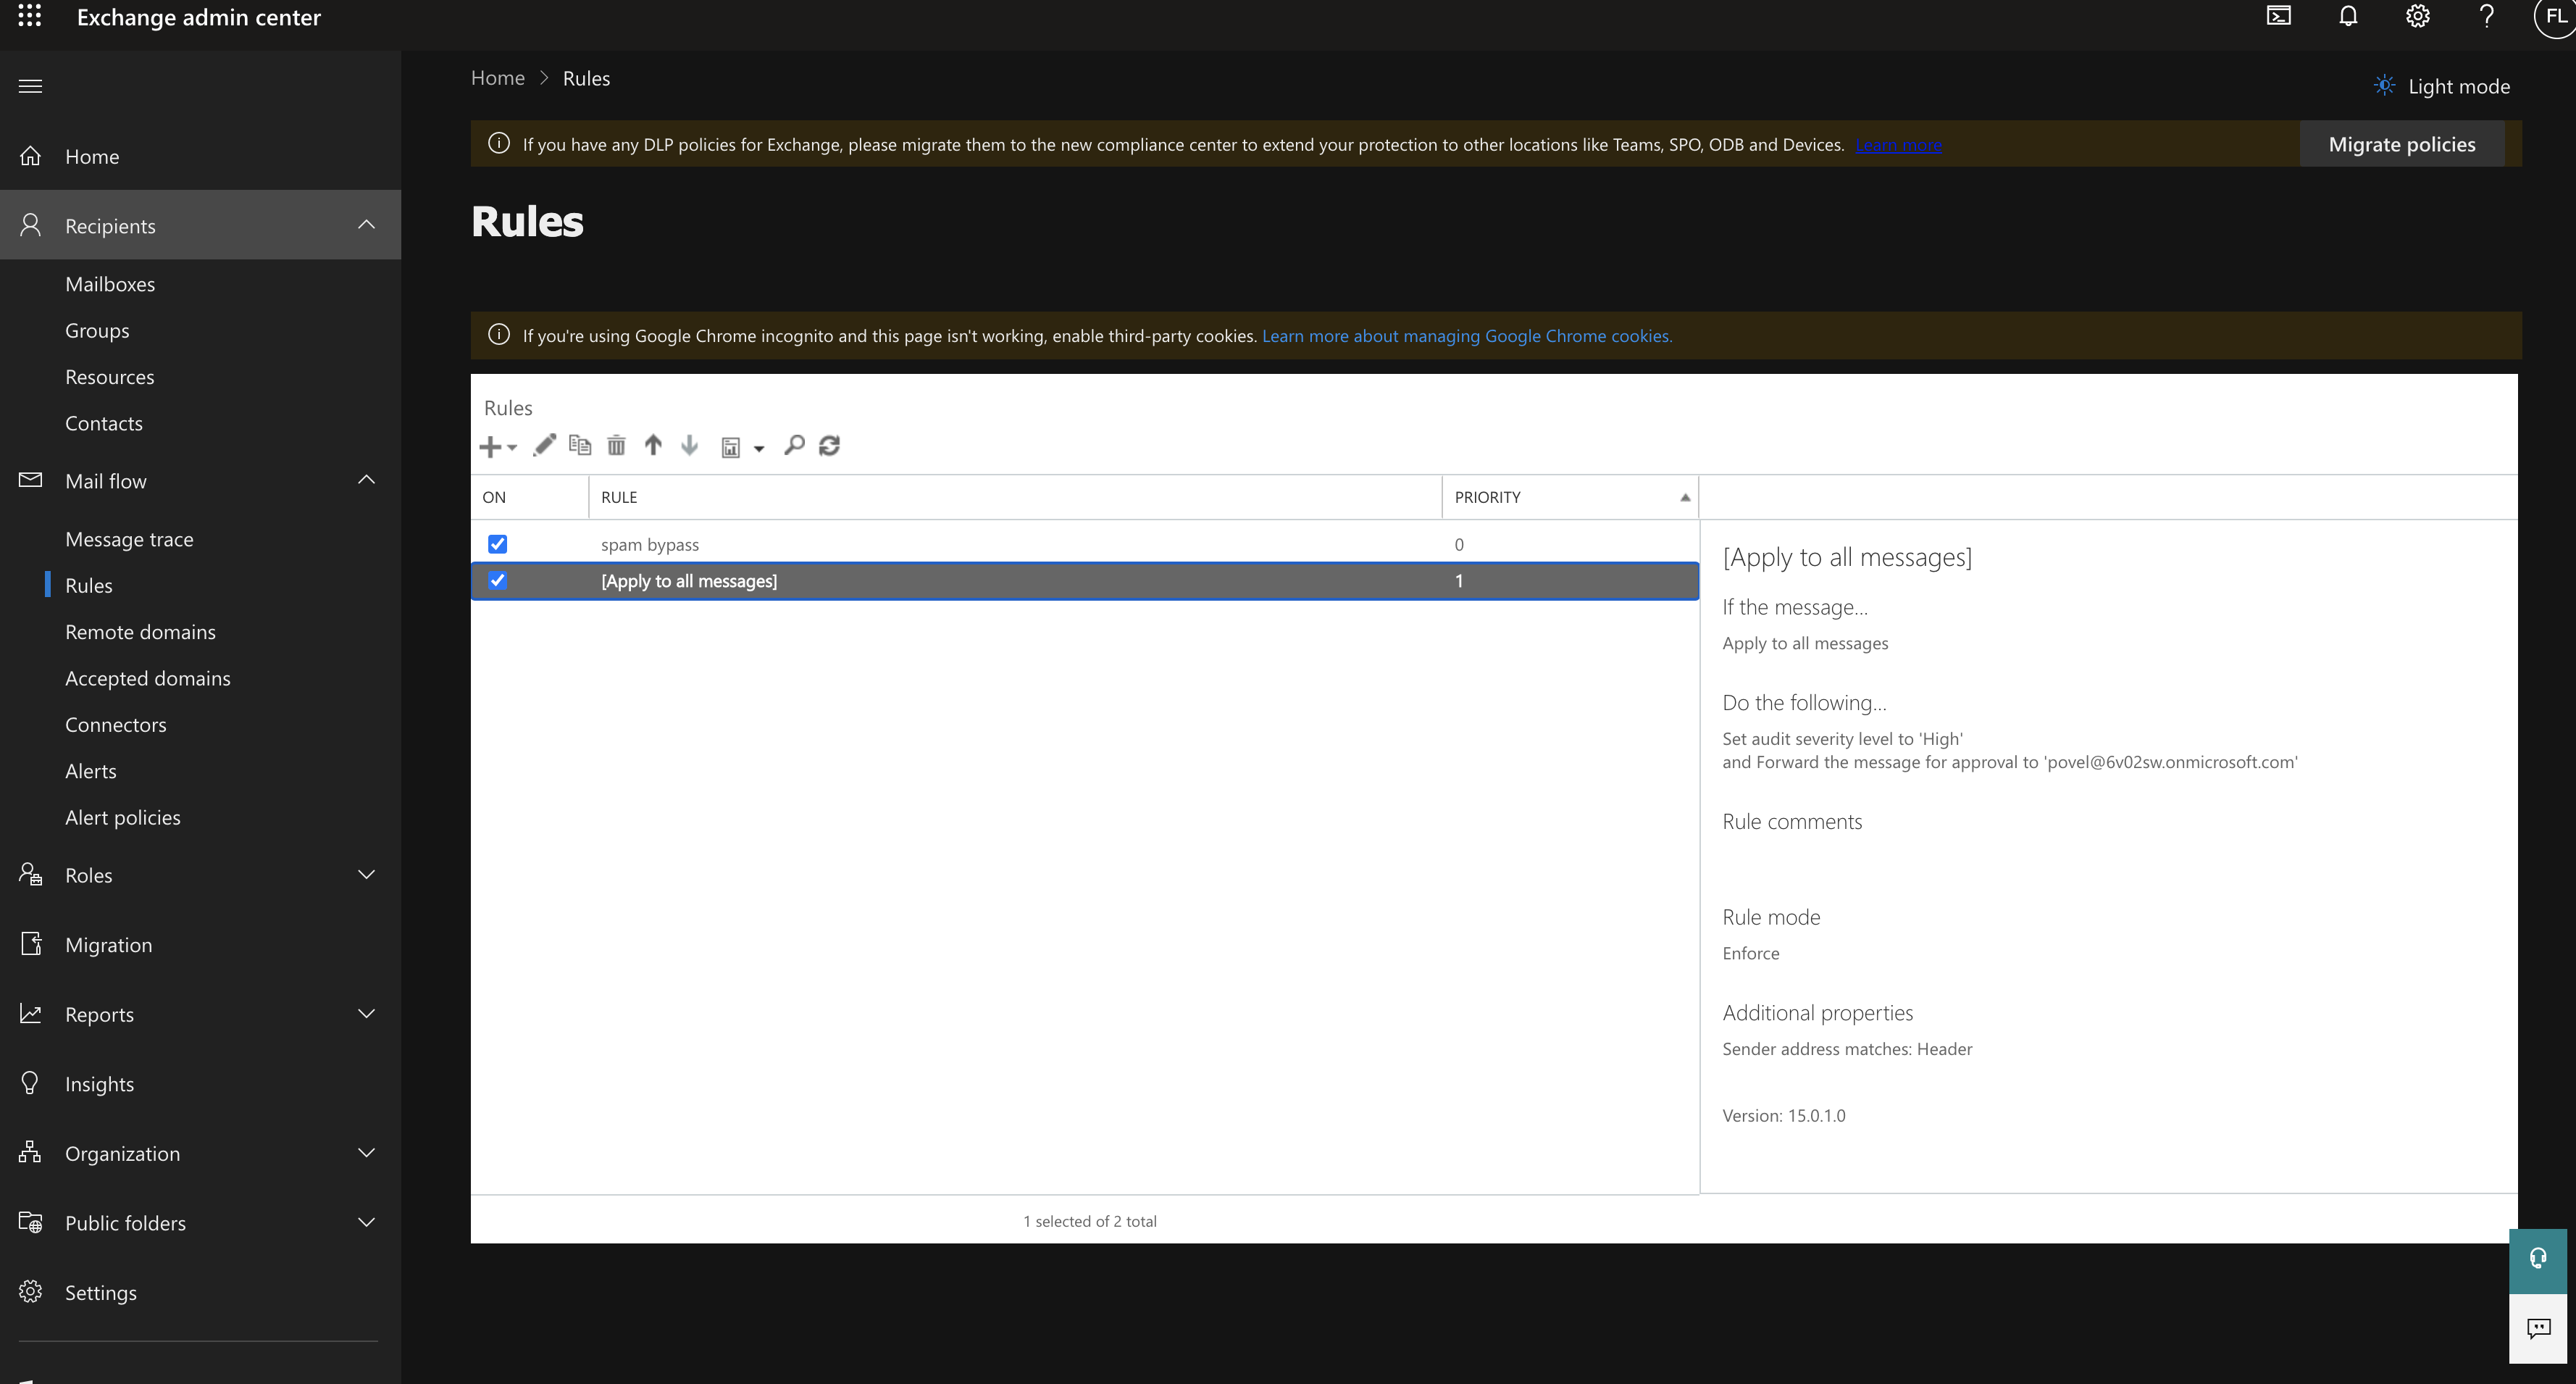 Exchange admin center
FL
Home
Recipients
Mailboxes
Groups
Resources
Contacts
Mail flow
Message trace
Rules
Remote domains
Accepted domains
Connectors
Alerts
Alert policies
Roles
Migration
Reports
Insights
Organization
Public folders
Settings
Home > Rules
Light mode
If you have any DLP policies for Exchange, please migrate them to the new compliance center to extend your protection to other locations like Teams, SPO, ODB and Devices. Learn more
Migrate policies
Rules
If you're using Google Chrome incognito and this page isn't working, enable third-party cookies. Learn more about managing Google Chrome cookies.
Rules
ON RULE PRIORITY
spam bypass 0
[Apply to all messages] 1
1 selected of 2 total
[Apply to all messages]
If the message...
Apply to all messages
Do the following...
Set audit severity level to 'High'
and Forward the message for approval to 'povel@6v02sw.onmicrosoft.com'
Rule comments
Rule mode
Enforce
Additional properties
Sender address matches: Header
Version: 15.0.1.0